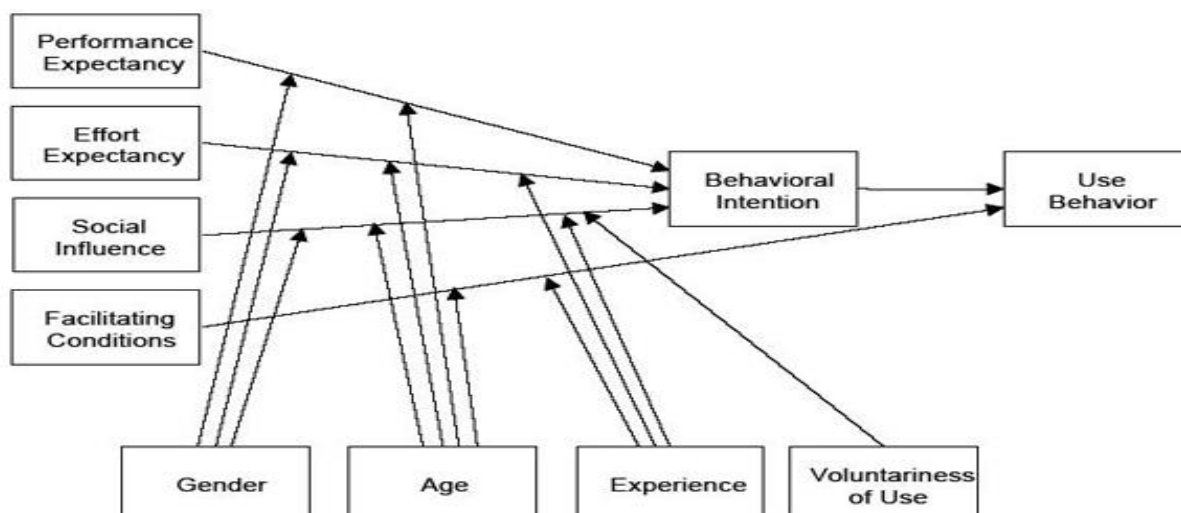 Performance
Expectancy
Effort
Expectancy
Social
Influence
Facilitating
Conditions
Behavioral
Intention
Use
Behavior
Gender
Age
Experience
Voluntariness
of Use